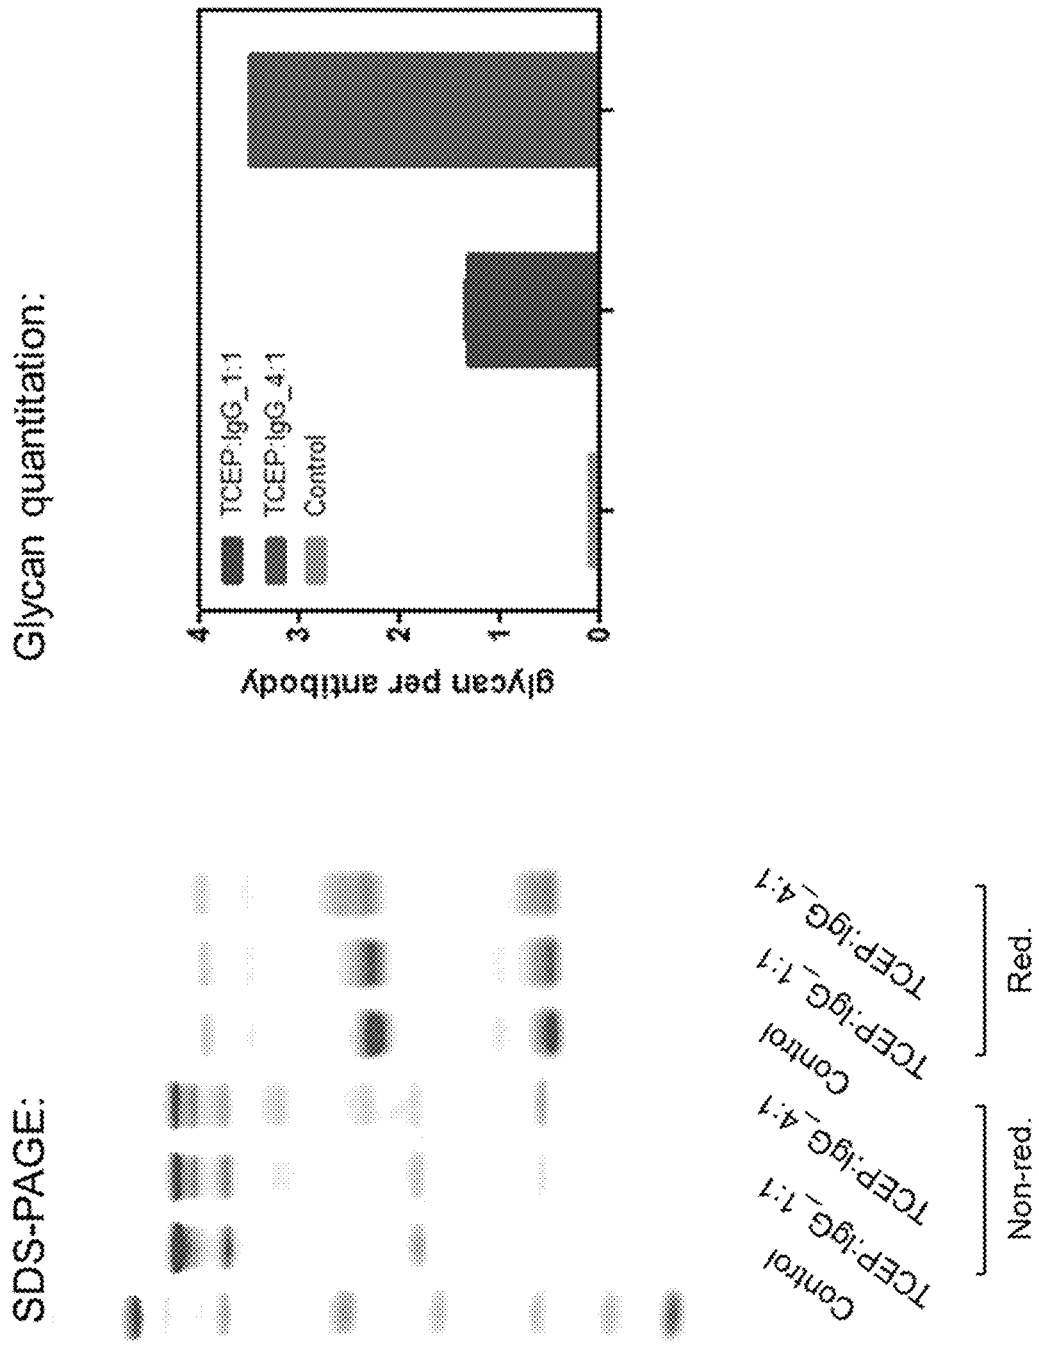 SDS-PAGE:
Control
TCEP:IgG_1:1
TCEP:IgG_4:1
Control
TCEP:IgG_1:1
TCEP:IgG_4:1
Non-red.
Red.
Glycan quantitation:
glycan per antibody
4
3
2
1
0
TCEP:IgG_1:1
TCEP:IgG_4:1
Control